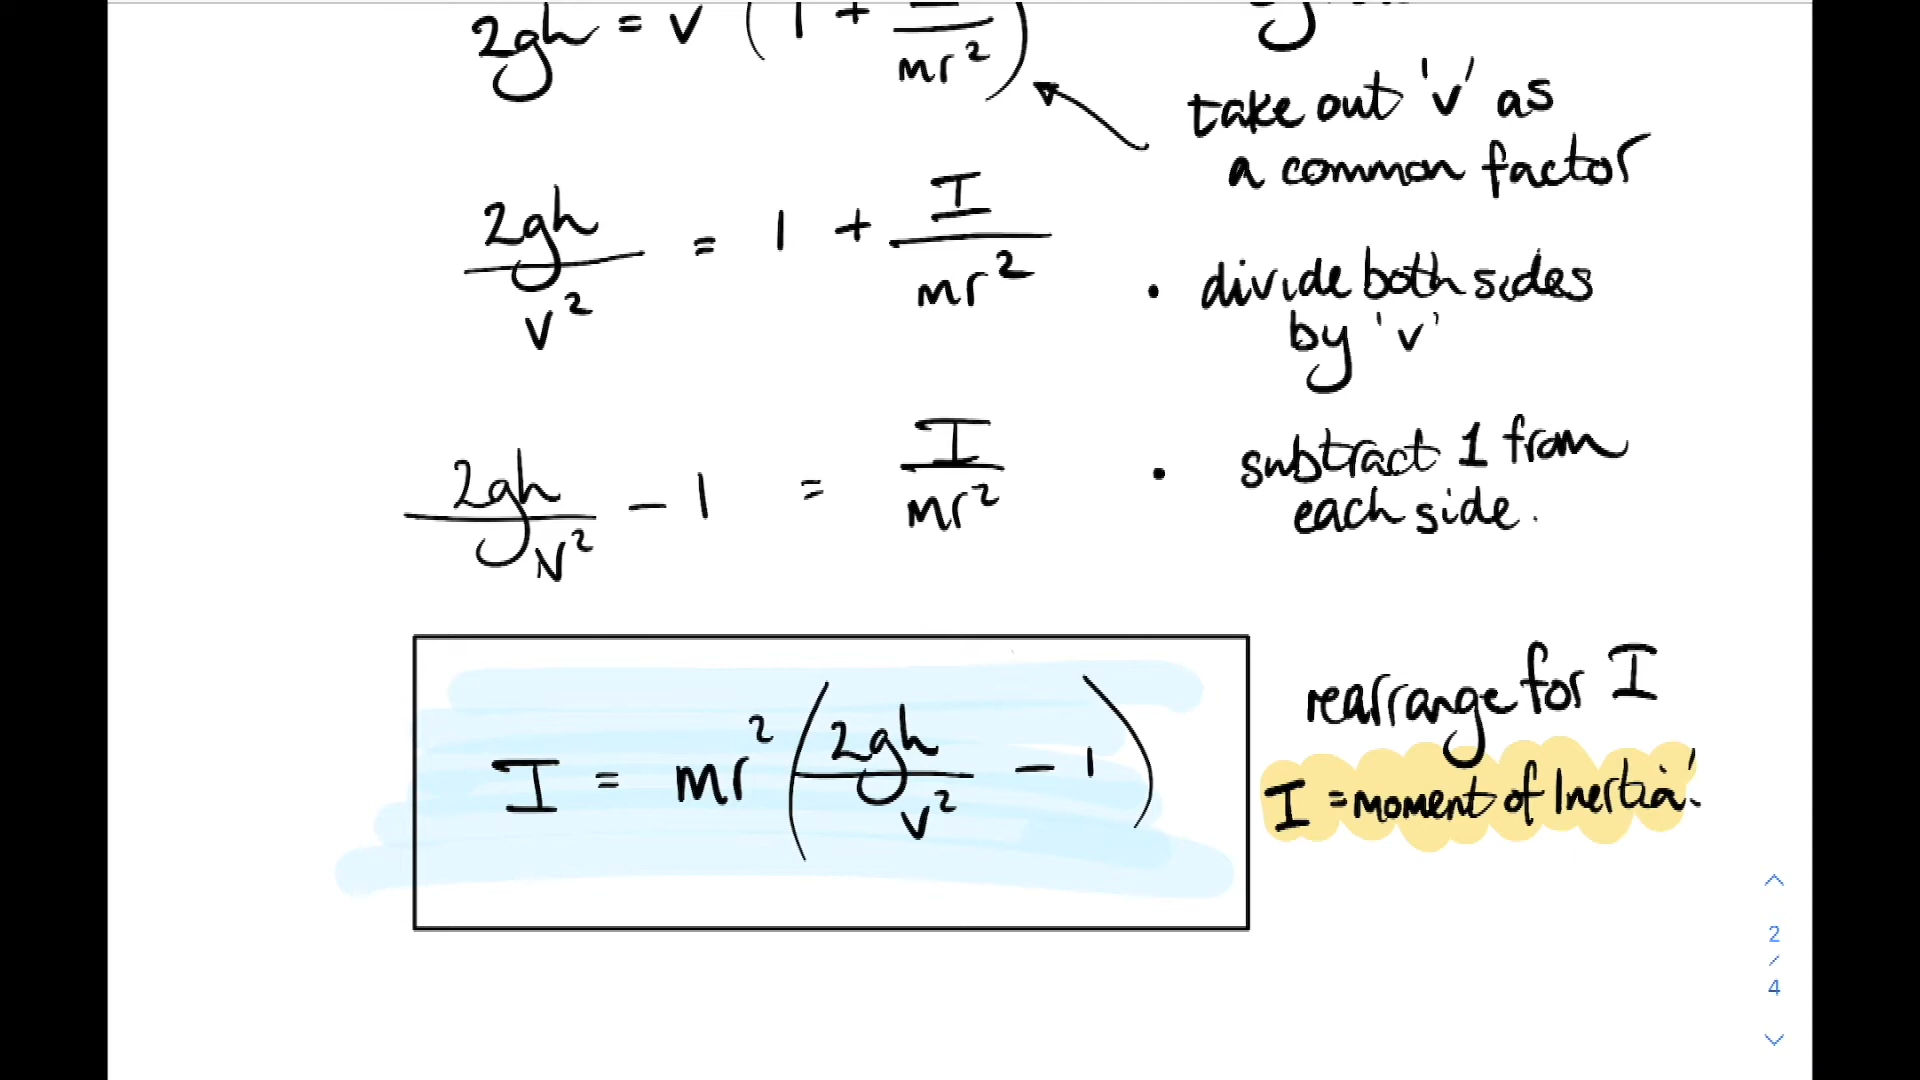 2gh = v (1 + I/mr²)
take out 'v' as
a common factor
2gh/v² = 1 + I/mr²
• divide both sides
by 'v'
2gh/v² - 1 = I/mr²
• subtract 1 from
each side.
I = mr² (2gh/v² - 1)
rearrange for I
I = moment of Inertia.
2
/
4